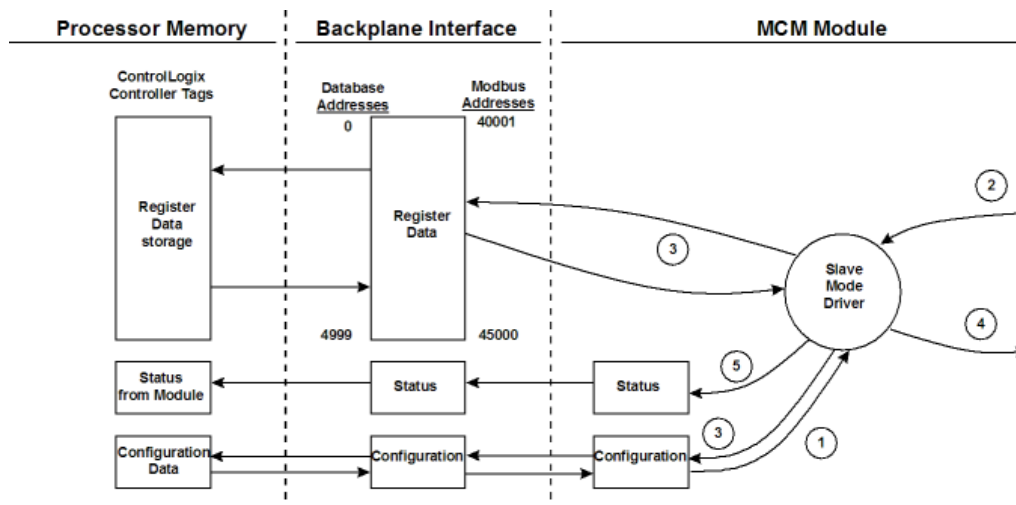 Processor Memory
Backplane Interface
MCM Module
ControlLogix
Controller Tags
Database
Addresses
0
Modbus
Addresses
40001
Register
Data
storage
Register
Data
2
3
Slave
Mode
Driver
4999
45000
4
Status
from Module
Status
Status
5
Configuration
Data
Configuration
Configuration
3
1